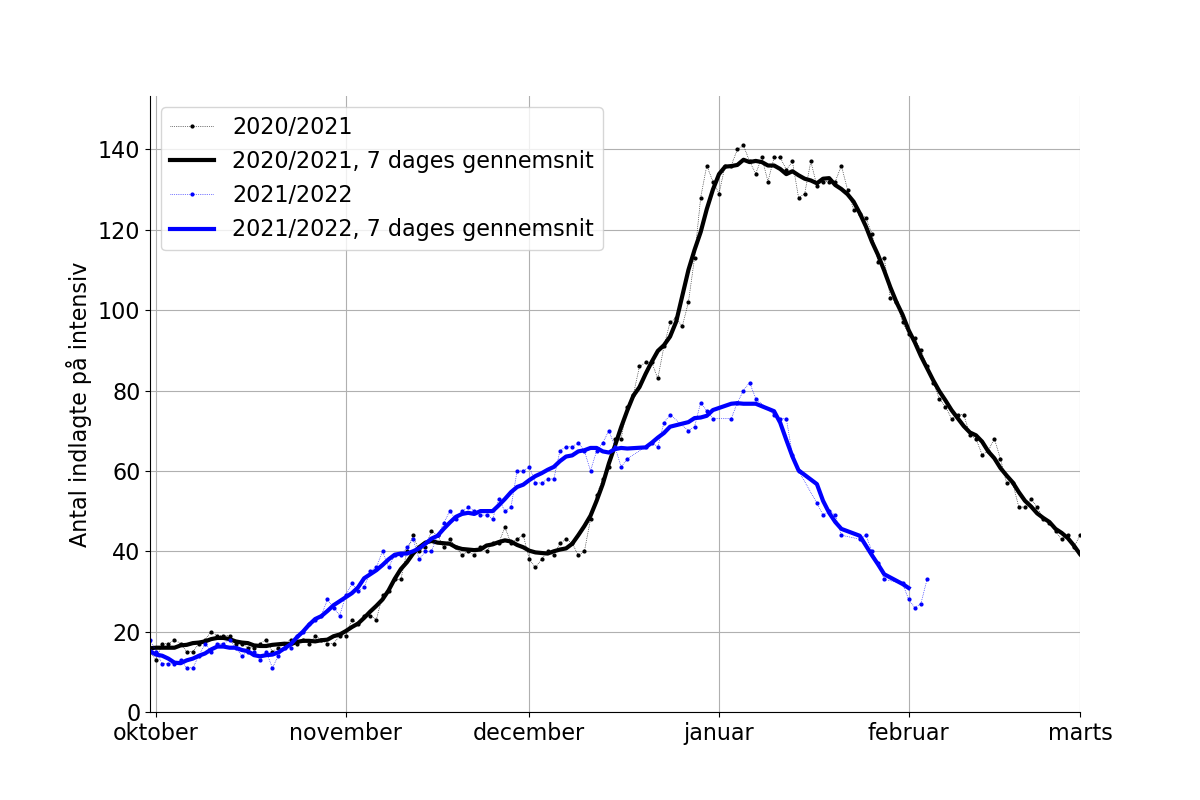 2020/2021
2020/2021, 7 dages gennemsnit
2021/2022
2021/2022, 7 dages gennemsnit
Antal indlagte på intensiv
140
120
100
80
60
40
20
0
oktober november december januar februar marts